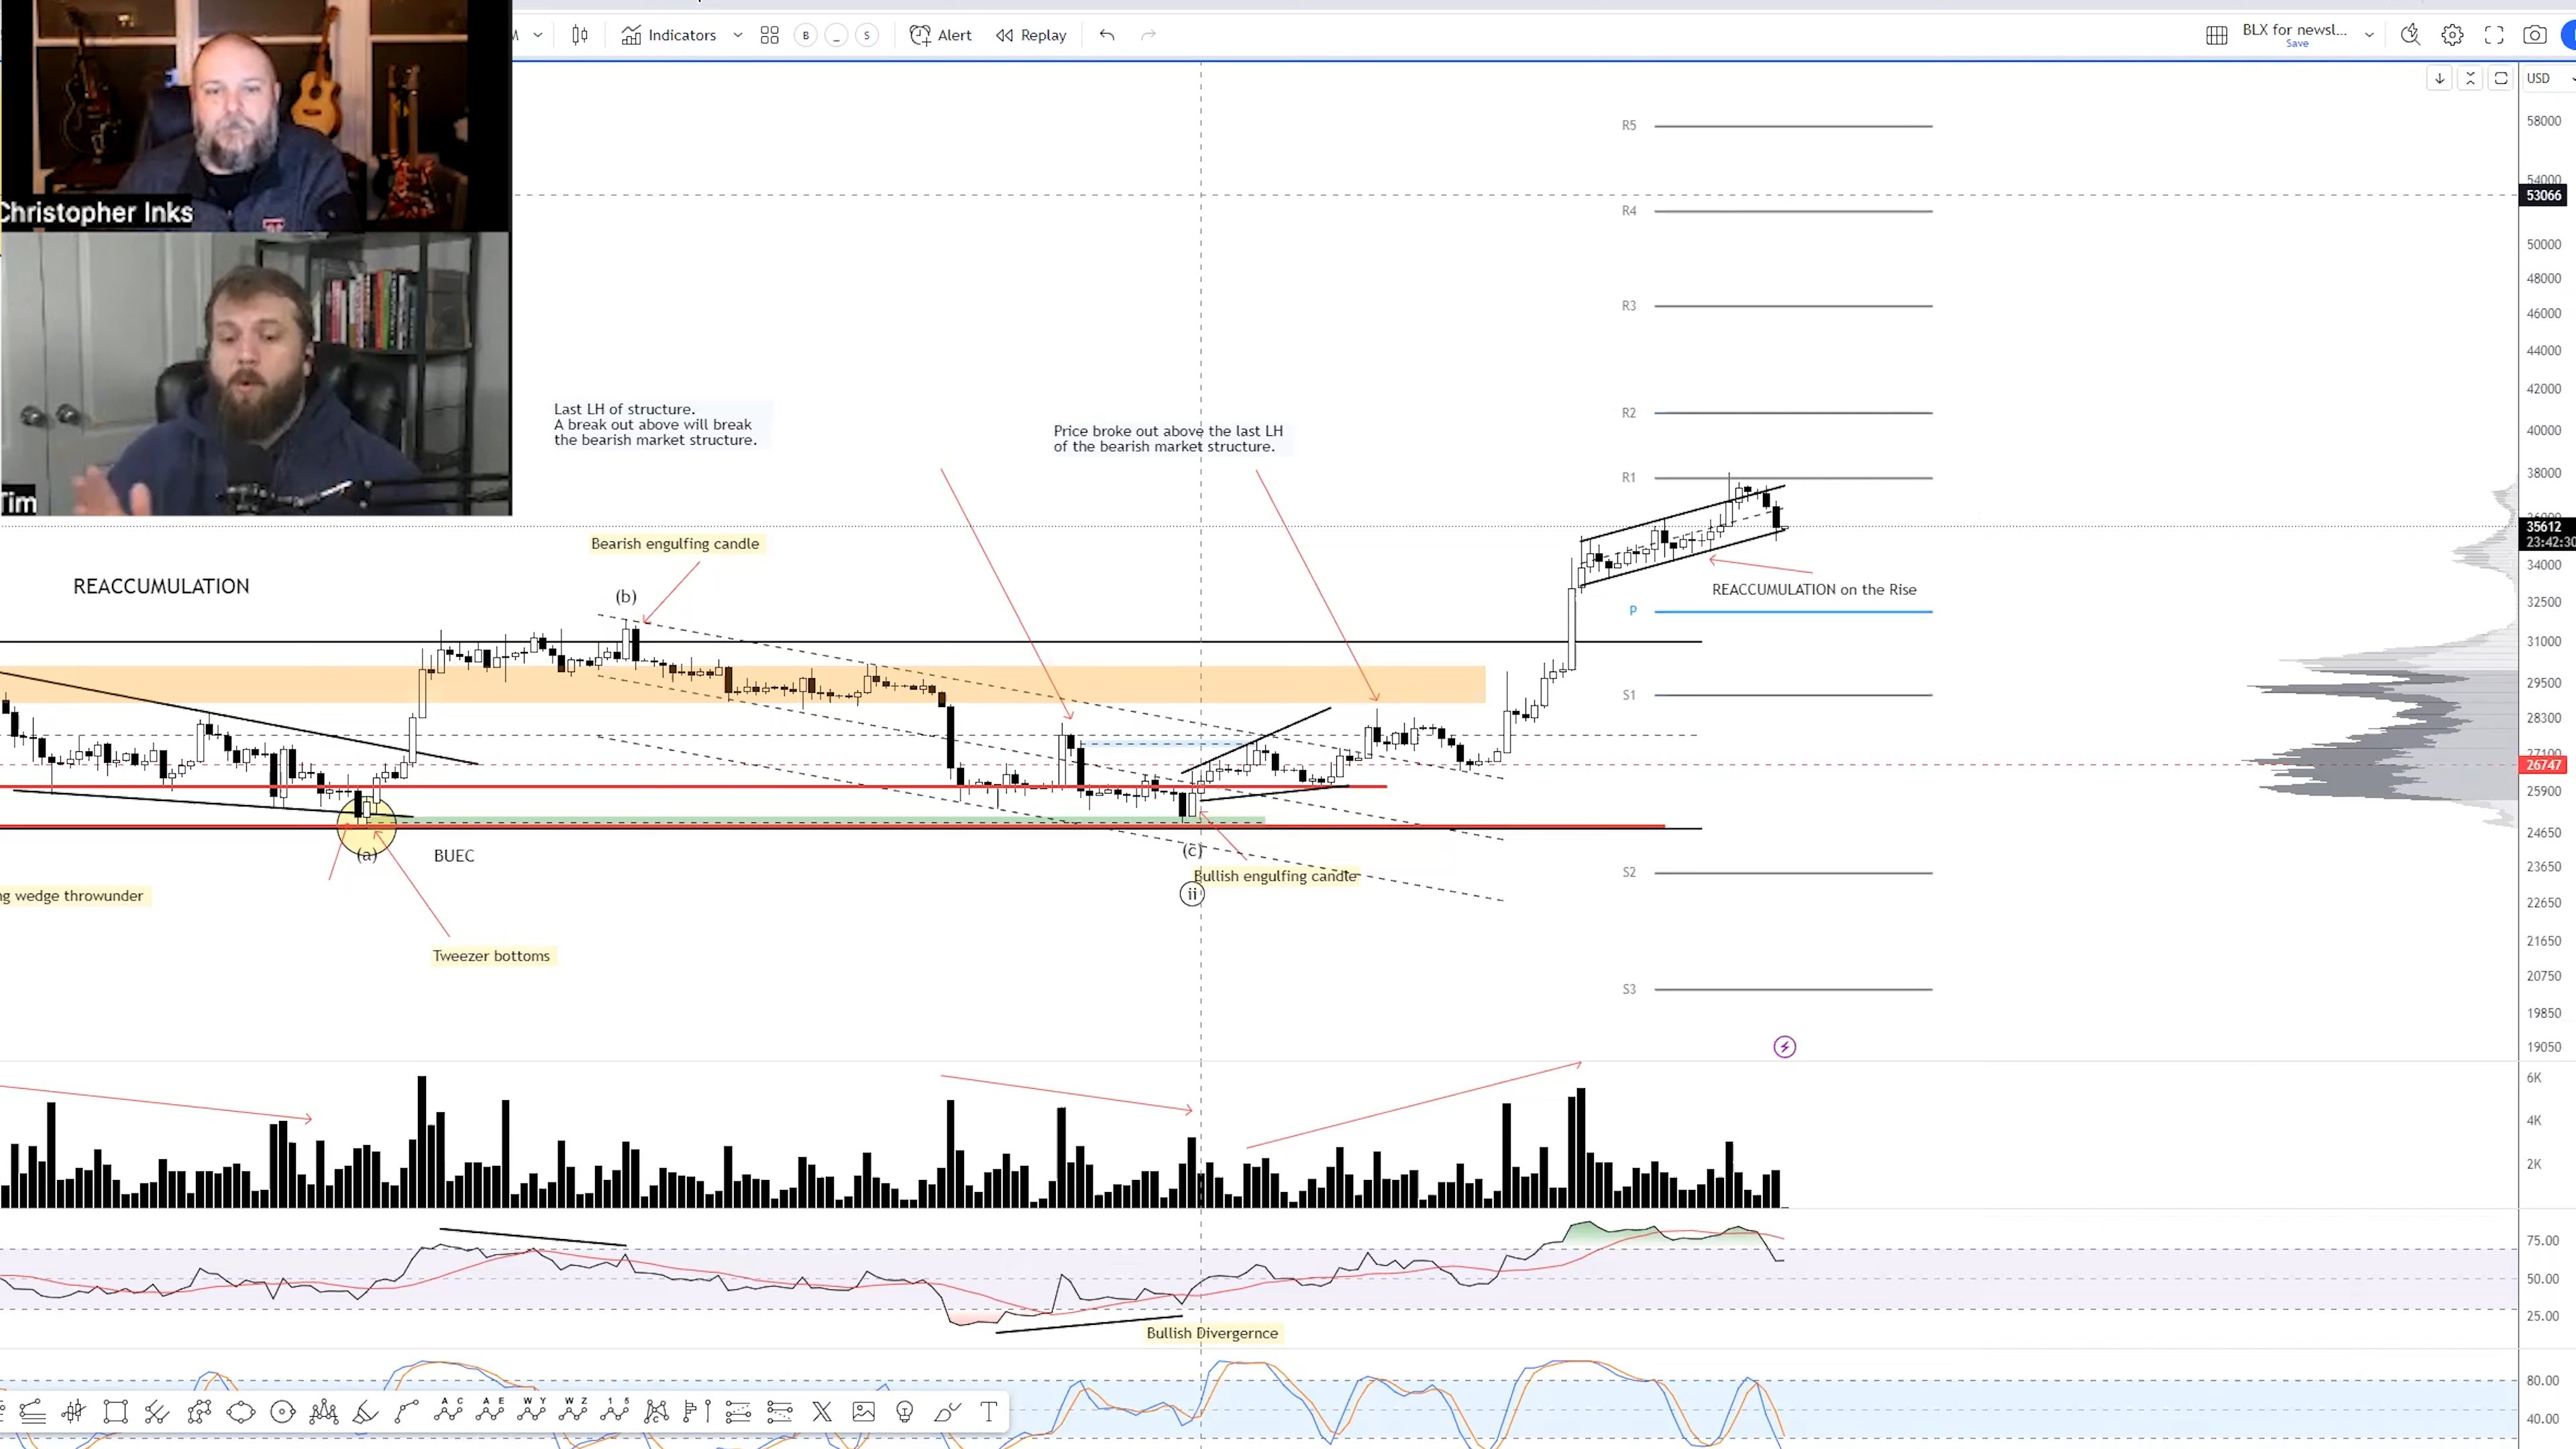 Indicators
B
S
Alert
Replay
BLX for newsl...
Save
Christopher Inks
Tim
USD
58000
54000
53066
50000
48000
46000
44000
42000
40000
38000
35612
23:42:30
34000
32500
31000
29500
28300
26747
25900
24650
23650
22650
21650
20750
19850
19050
R5
R4
R3
R2
R1
P
S1
S2
S3
Last LH of structure.
A break out above will break
the bearish market structure.
Price broke out above the last LH
of the bearish market structure.
Bearish engulfing candle
REACCUMULATION
(b)
REACCUMULATION on the Rise
(a)
BUEC
(c)
ii
Bullish engulfing candle
ng wedge throwunder
Tweezer bottoms
6K
4K
2K
75.00
50.00
25.00
Bullish Divergernce
80.00
40.00
A C
A E
W Y
W Z
1 5
T